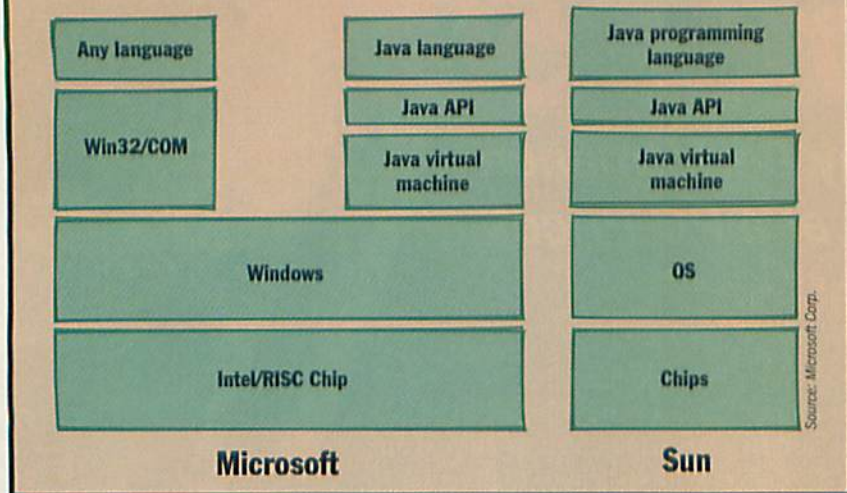 Any language
Win32/COM
Java language
Java API
Java virtual
machine
Windows
Intel/RISC Chip
Microsoft
Java programming
language
Java API
Java virtual
machine
OS
Chips
Sun
Source: Microsoft Corp.